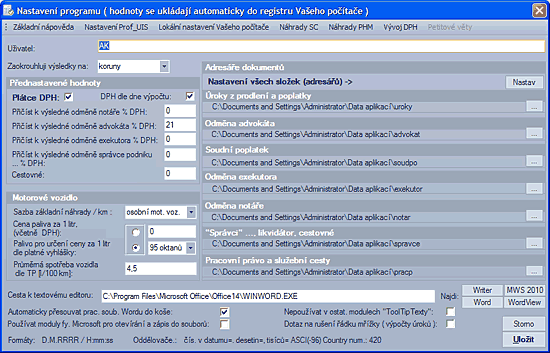 Nastavení programu ( hodnoty se ukládají automaticky do registru Vašeho počítače )
Základní nápověda Nastavení Prof_UIS Lokální nastavení Vašeho počítače Náhrady SC Náhrady PHM Vývoj DPH Petitové věty
Uživatel: AK
Zaokrouhluji výsledky na: koruny
Adresáře dokumentů
Nastavení všech složek (adresářů) -> Nastav
Přednastavené hodnoty
Plátce DPH: DPH dle dne výpočtu:
Přičíst k výsledné odměně notáře % DPH: 0
Přičíst k výsledné odměně advokáta % DPH: 21
Přičíst k výsledné odměně exekutora % DPH: 0
Přičíst k výsledné odměně správce podniku ... % DPH: 0
Cestovné: 0
Úroky z prodlení a poplatky
C:\Documents and Settings\Administrator\Data aplikací\uroky ...
Odměna advokáta
C:\Documents and Settings\Administrator\Data aplikací\advokat ...
Soudní poplatek
C:\Documents and Settings\Administrator\Data aplikací\soudpo ...
Odměna exekutora
C:\Documents and Settings\Administrator\Data aplikací\exekutor ...
Odměna notáře
C:\Documents and Settings\Administrator\Data aplikací\notar ...
"Správci" .... likvidátor, cestovné
C:\Documents and Settings\Administrator\Data aplikací\spravce ...
Pracovní právo a služební cesty
C:\Documents and Settings\Administrator\Data aplikací\pracp ...
Motorové vozidlo
Sazba základní náhrady / km : osobní mot. voz.
Cena paliva za 1 litr, (včetně DPH): 0
Palivo pro určení ceny za 1 litr dle platné vyhlášky: 95 oktanů
Průměrná spotřeba vozidla dle TP [l/100 km]: 4,5
Cesta k textovému editoru: C:\Program Files\Microsoft Office\Office14\WINWORD.EXE Najdi: Writer MWS 2010
Word WordView
Automaticky přesouvat prac. soub. Wordu do koše: Nepoužívat v ostat. modulech "ToolTipTexty":
Používat moduly fy. Microsoft pro otevírání a zápis do souborů: Dotaz na rušení řádku mřížky ( výpočty úroků ): Storno
Formáty: D.M.RRRR / H:mm:ss Oddělovače.: čís. v datumu=. desetin=, tisíců= ASCI(-96) Country num.: 420 Uložit